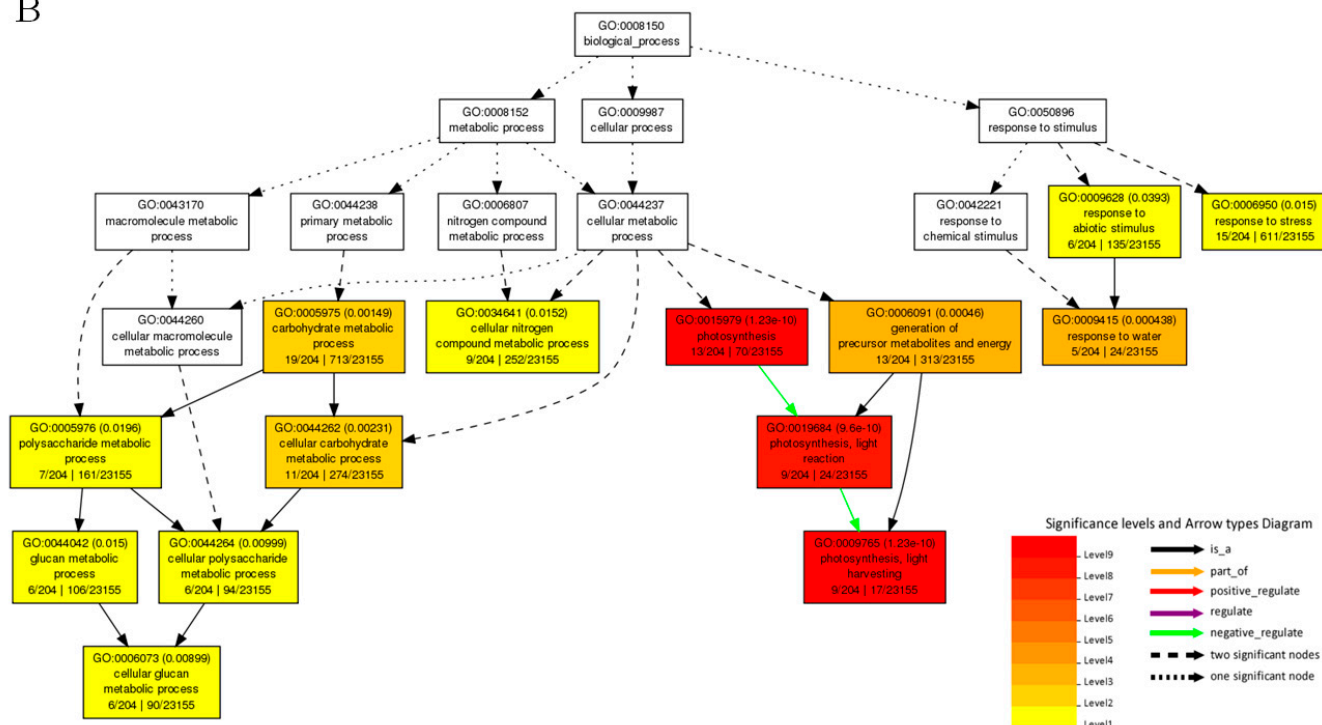 B
GO:0008150
biological_process
GO:0008152
metabolic process
GO:0009987
cellular process
GO:0050896
response to stimulus
GO:0043170
macromolecule metabolic
process
GO:0044238
primary metabolic
process
GO:0006807
nitrogen compound
metabolic process
GO:0044237
cellular metabolic
process
GO:0042221
response to
chemical stimulus
GO:0009628 (0.0393)
response to
abiotic stimulus
6/204 | 135/23155
GO:0006950 (0.015)
response to stress
15/204 | 611/23155
GO:0044260
cellular macromolecule
metabolic process
GO:0005975 (0.00149)
carbohydrate metabolic
process
19/204 | 713/23155
GO:0034641 (0.0152)
cellular nitrogen
compound metabolic process
9/204 | 252/23155
GO:0015979 (1.23e-10)
photosynthesis
13/204 | 70/23155
GO:0006091 (0.00046)
generation of
precursor metabolites and energy
13/204 | 313/23155
GO:0009415 (0.000438)
response to water
5/204 | 24/23155
GO:0005976 (0.0196)
polysaccharide metabolic
process
7/204 | 161/23155
GO:0044262 (0.00231)
cellular carbohydrate
metabolic process
11/204 | 274/23155
GO:0019684 (9.6e-10)
photosynthesis, light
reaction
9/204 | 24/23155
GO:0044042 (0.015)
glucan metabolic
process
6/204 | 106/23155
GO:0044264 (0.00999)
cellular polysaccharide
metabolic process
6/204 | 94/23155
GO:0009765 (1.23e-10)
photosynthesis, light
harvesting
9/204 | 17/23155
GO:0006073 (0.00899)
cellular glucan
metabolic process
6/204 | 90/23155
Significance levels and Arrow types Diagram
Level9
Level8
Level7
Level6
Level5
Level4
Level3
Level2
Level1
is_a
part_of
positive_regulate
regulate
negative_regulate
two significant nodes
one significant node